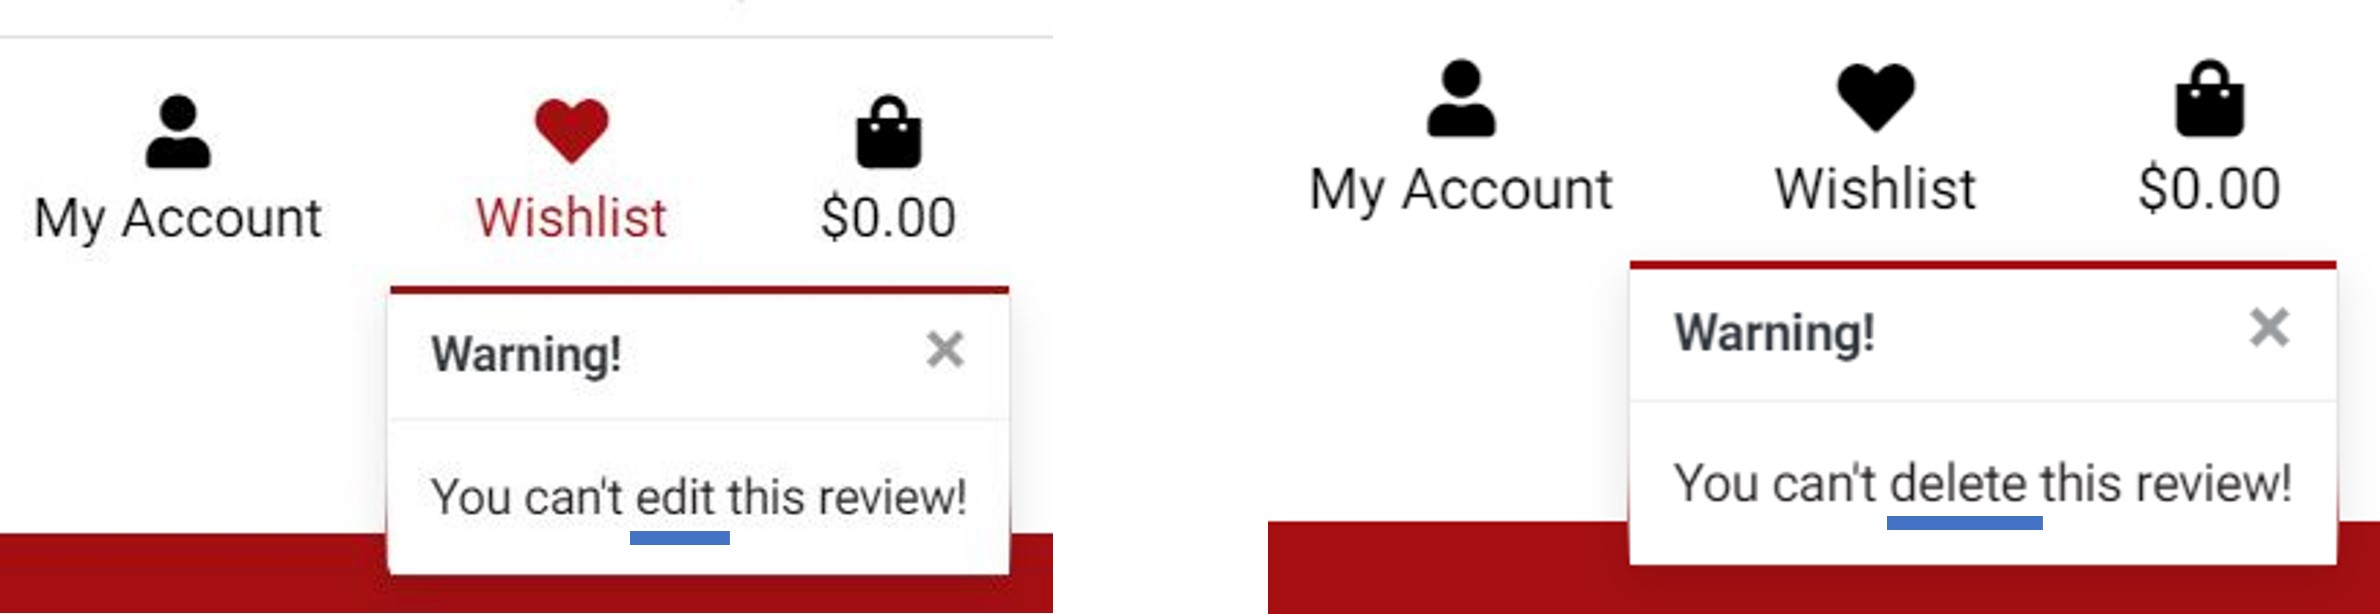 My Account Wishlist $0.00
Warning! ×
You can't edit this review!
My Account Wishlist $0.00
Warning! ×
You can't delete this review!